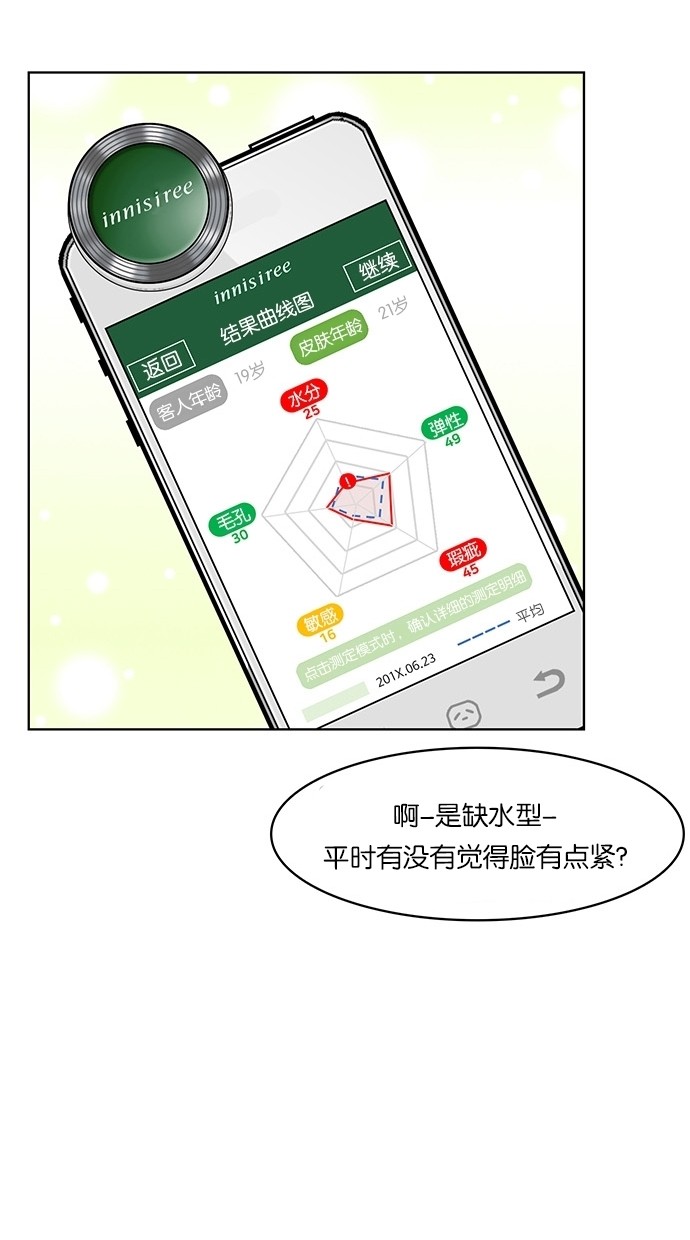 innisiree
innisiree
返回
结果曲线图
继续
客人年龄
19岁
皮肤年龄
21岁
水分
25
弹性
49
毛孔
30
瑕疵
45
敏感
16
点击测定模式时，确认详细的测定明细
201X.06.23
平均
啊-是缺水型-
平时有没有觉得脸有点紧?